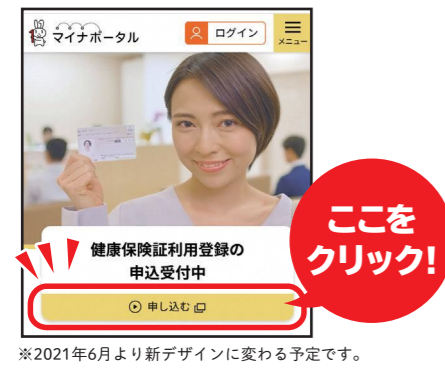 マイナポータル
ログイン
メニュー
健康保険証利用登録の
申込受付中
申し込む
ここを
クリック!
※2021年6月より新デザインに変わる予定です。